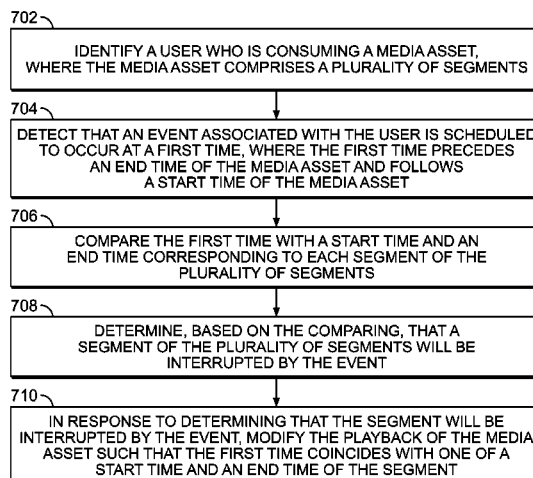 702
IDENTIFY A USER WHO IS CONSUMING A MEDIA ASSET,
WHERE THE MEDIA ASSET COMPRISES A PLURALITY OF SEGMENTS
704
DETECT THAT AN EVENT ASSOCIATED WITH THE USER IS SCHEDULED
TO OCCUR AT A FIRST TIME, WHERE THE FIRST TIME PRECEDES
AN END TIME OF THE MEDIA ASSET AND FOLLOWS
A START TIME OF THE MEDIA ASSET
706
COMPARE THE FIRST TIME WITH A START TIME AND AN
END TIME CORRESPONDING TO EACH SEGMENT OF THE
PLURALITY OF SEGMENTS
708
DETERMINE, BASED ON THE COMPARING, THAT A
SEGMENT OF THE PLURALITY OF SEGMENTS WILL BE
INTERRUPTED BY THE EVENT
710
IN RESPONSE TO DETERMINING THAT THE SEGMENT WILL BE
INTERRUPTED BY THE EVENT, MODIFY THE PLAYBACK OF THE MEDIA
ASSET SUCH THAT THE FIRST TIME COINCIDES WITH ONE OF A
START TIME AND AN END TIME OF THE SEGMENT